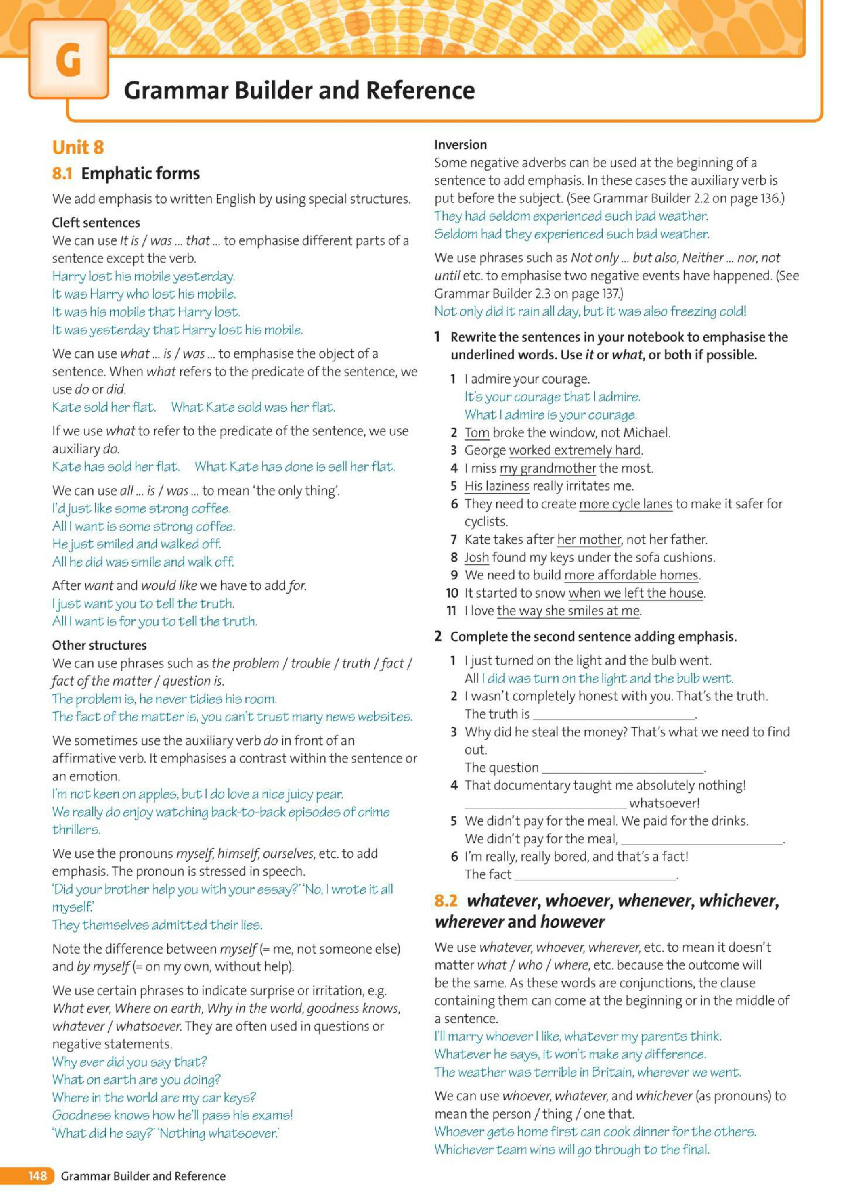 G
Grammar Builder and Reference
Unit 8
8.1 Emphatic forms
We add emphasis to written English by using special structures.
Cleft sentences
We can use It is / was ... that ... to emphasise different parts of a
sentence except the verb.
Harry lost his mobile yesterday.
It was Harry who lost his mobile.
It was his mobile that Harry lost.
It was yesterday that Harry lost his mobile.
We can use what ... is / was ... to emphasise the object of a
sentence. When what refers to the predicate of the sentence, we
use do or did.
Kate sold her flat. What Kate sold was her flat.
If we use what to refer to the predicate of the sentence, we use
auxiliary do.
Kate has sold her flat. What Kate has done is sell her flat.
We can use all ... is / was ... to mean 'the only thing'.
I'd just like some strong coffee.
All I want is some strong coffee.
He just smiled and walked off.
All he did was smile and walk off.
After want and would like we have to add for.
I just want you to tell the truth.
All I want is for you to tell the truth.
Other structures
We can use phrases such as the problem / trouble / truth / fact /
fact of the matter / question is.
The problem is, he never tidies his room.
The fact of the matter is, you can't trust many news websites.
We sometimes use the auxiliary verb do in front of an
affirmative verb. It emphasises a contrast within the sentence or
an emotion.
I'm not keen on apples, but I do love a nice juicy pear.
We really do enjoy watching back-to-back episodes of crime
thrillers.
We use the pronouns myself, himself, ourselves, etc. to add
emphasis. The pronoun is stressed in speech.
'Did your brother help you with your essay?' 'No, I wrote it all
myself.'
They themselves admitted their lies.
Note the difference between myself (= me, not someone else)
and by myself (= on my own, without help).
We use certain phrases to indicate surprise or irritation, e.g.
What ever, Where on earth, Why in the world, goodness knows,
whatever / whatsoever. They are often used in questions or
negative statements.
Why ever did you say that?
What on earth are you doing?
Where in the world are my car keys?
Goodness knows how he'll pass his exams!
'What did he say?' 'Nothing whatsoever.'
Inversion
Some negative adverbs can be used at the beginning of a
sentence to add emphasis. In these cases the auxiliary verb is
put before the subject. (See Grammar Builder 2.2 on page 136.)
They had seldom experienced such bad weather.
Seldom had they experienced such bad weather.
We use phrases such as Not only ... but also, Neither ... nor, not
until etc. to emphasise two negative events have happened. (See
Grammar Builder 2.3 on page 137.)
Not only did it rain all day, but it was also freezing cold!
1 Rewrite the sentences in your notebook to emphasise the
underlined words. Use it or what, or both if possible.
1 I admire your courage.
It's your courage that I admire.
What I admire is your courage.
2 Tom broke the window, not Michael.
3 George worked extremely hard.
4 I miss my grandmother the most.
5 His laziness really irritates me.
6 They need to create more cycle lanes to make it safer for
cyclists.
7 Kate takes after her mother, not her father.
8 Josh found my keys under the sofa cushions.
9 We need to build more affordable homes.
10 It started to snow when we left the house.
11 I love the way she smiles at me.
2 Complete the second sentence adding emphasis.
1 I just turned on the light and the bulb went.
All I did was turn on the light and the bulb went.
2 I wasn't completely honest with you. That's the truth.
The truth is ____________________.
3 Why did he steal the money? That's what we need to find
out.
The question ____________________.
4 That documentary taught me absolutely nothing!
____________________ whatsoever!
5 We didn't pay for the meal. We paid for the drinks.
We didn't pay for the meal, ____________________.
6 I'm really, really bored, and that's a fact!
The fact ____________________.
8.2 whatever, whoever, whenever, whichever,
wherever and however
We use whatever, whoever, wherever, etc. to mean it doesn't
matter what / who / where, etc. because the outcome will
be the same. As these words are conjunctions, the clause
containing them can come at the beginning or in the middle of
a sentence.
I'll marry whoever I like, whatever my parents think.
Whatever he says, it won't make any difference.
The weather was terrible in Britain, wherever we went.
We can use whoever, whatever, and whichever (as pronouns) to
mean the person / thing / one that.
Whoever gets home first can cook dinner for the others.
Whichever team wins will go through to the final.
148 Grammar Builder and Reference